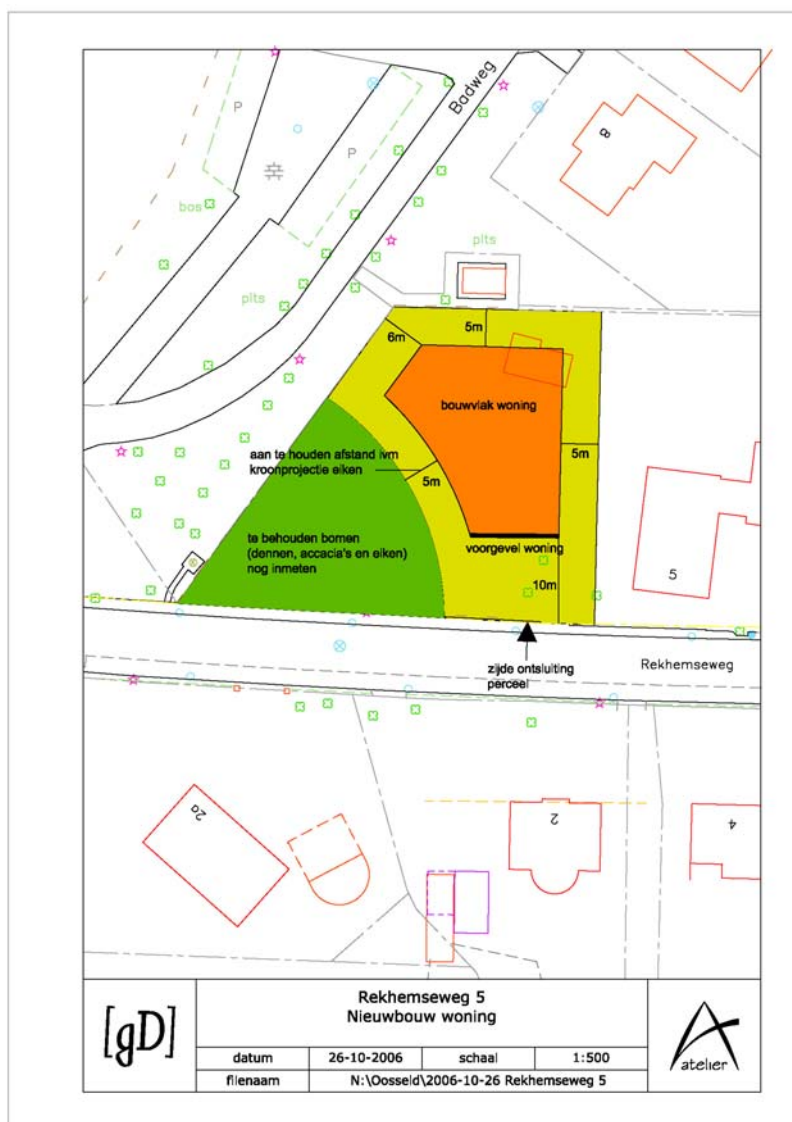 Badweg
P
P
8
bos
plts
plts
6m
5m
bouwvlak woning
aan te houden afstand ivm
kroonprojectie eiken
5m
5m
te behouden bomen
(dennen, accacia's en eiken)
nog inmeten
voorgevel woning
10m
5
zijde ontsluiting
perceel
Rekhemseweg
2a
2
4
[gD]
Rekhemseweg 5
Nieuwbouw woning
datum 26-10-2006 schaal 1:500
filenaam N:\Oosseld\2006-10-26 Rekhemseweg 5
A
atelier